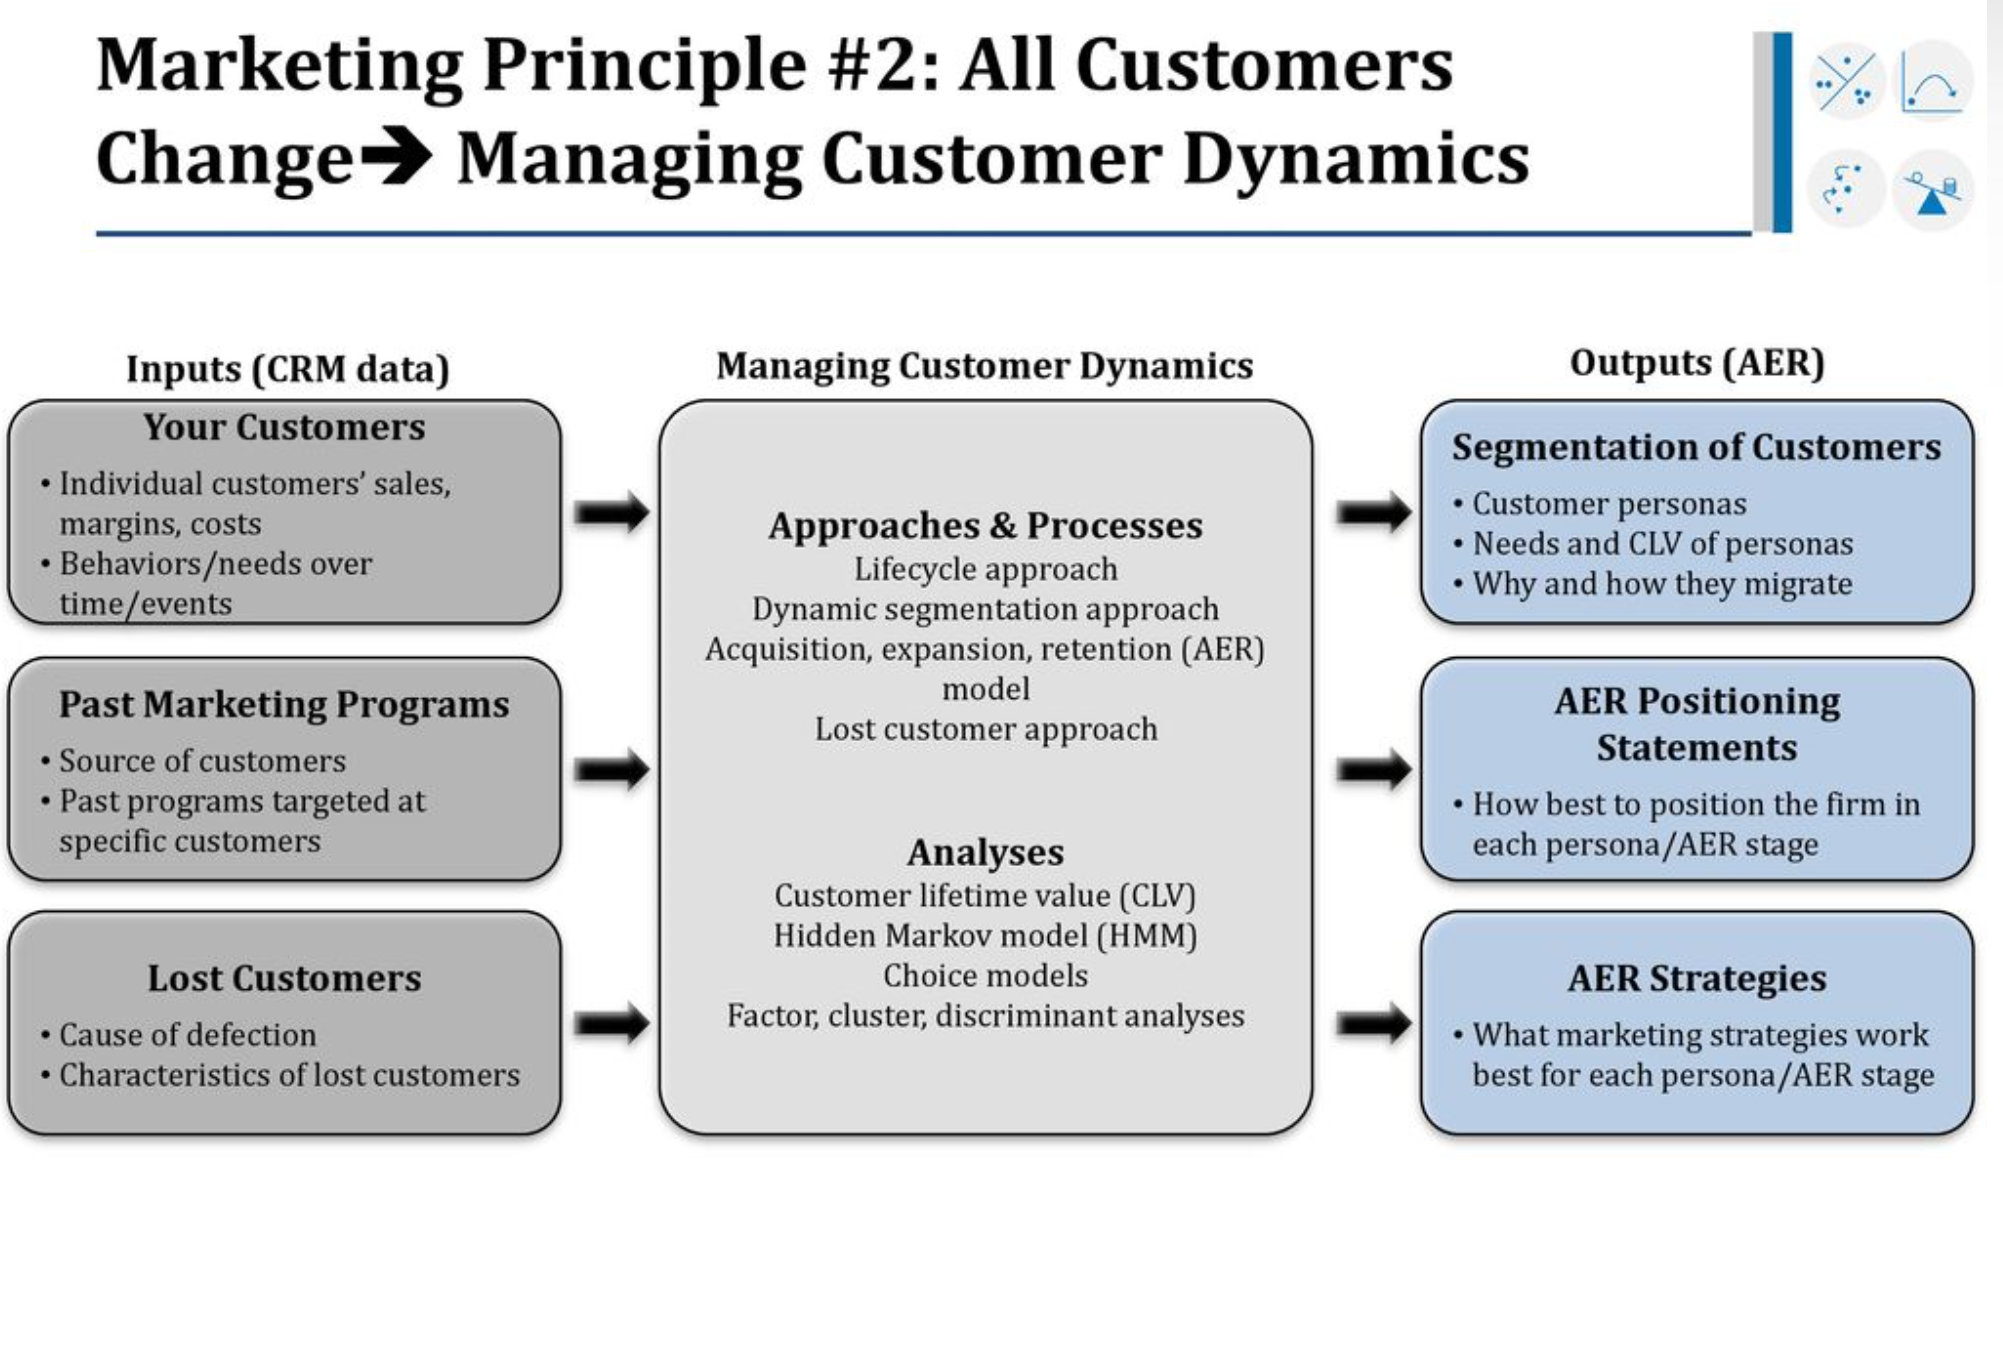 Marketing Principle #2: All Customers
Change➔ Managing Customer Dynamics
Inputs (CRM data)
Your Customers
• Individual customers’ sales,
margins, costs
• Behaviors/needs over
time/events
Past Marketing Programs
• Source of customers
• Past programs targeted at
specific customers
Lost Customers
• Cause of defection
• Characteristics of lost customers
Managing Customer Dynamics
Approaches & Processes
Lifecycle approach
Dynamic segmentation approach
Acquisition, expansion, retention (AER)
model
Lost customer approach
Analyses
Customer lifetime value (CLV)
Hidden Markov model (HMM)
Choice models
Factor, cluster, discriminant analyses
Outputs (AER)
Segmentation of Customers
• Customer personas
• Needs and CLV of personas
• Why and how they migrate
AER Positioning
Statements
• How best to position the firm in
each persona/AER stage
AER Strategies
• What marketing strategies work
best for each persona/AER stage